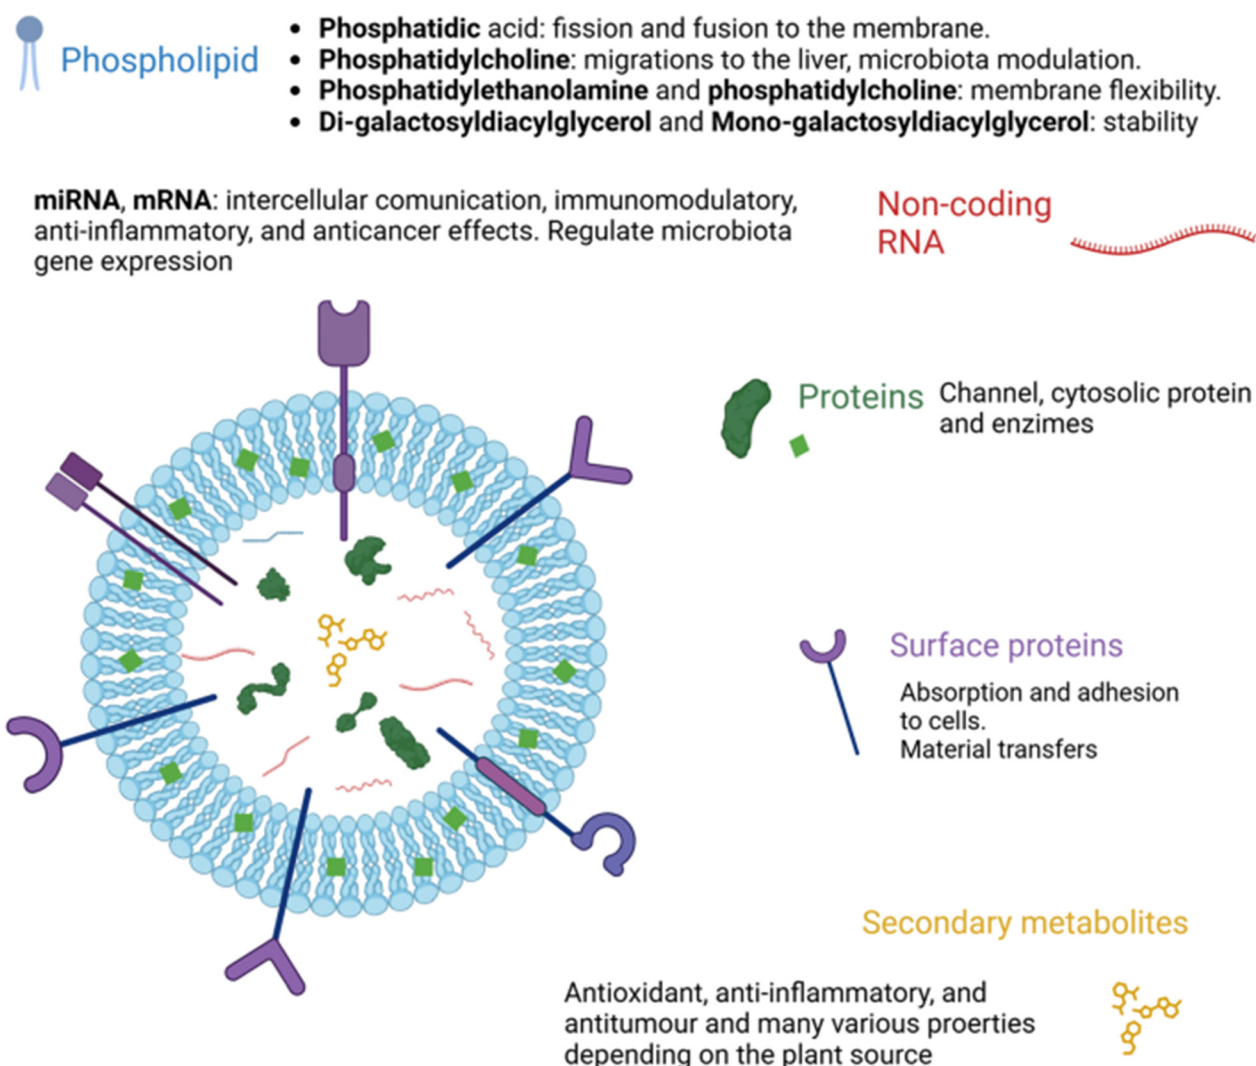 Phospholipid
• Phosphatidic acid: fission and fusion to the membrane.
• Phosphatidylcholine: migrations to the liver, microbiota modulation.
• Phosphatidylethanolamine and phosphatidylcholine: membrane flexibility.
• Di-galactosyldiacylglycerol and Mono-galactosyldiacylglycerol: stability
miRNA, mRNA: intercellular comunication, immunomodulatory,
anti-inflammatory, and anticancer effects. Regulate microbiota
gene expression
Non-coding
RNA
Proteins
Channel, cytosolic protein
and enzimes
Surface proteins
Absorption and adhesion
to cells.
Material transfers
Secondary metabolites
Antioxidant, anti-inflammatory, and
antitumour and many various proerties
depending on the plant source